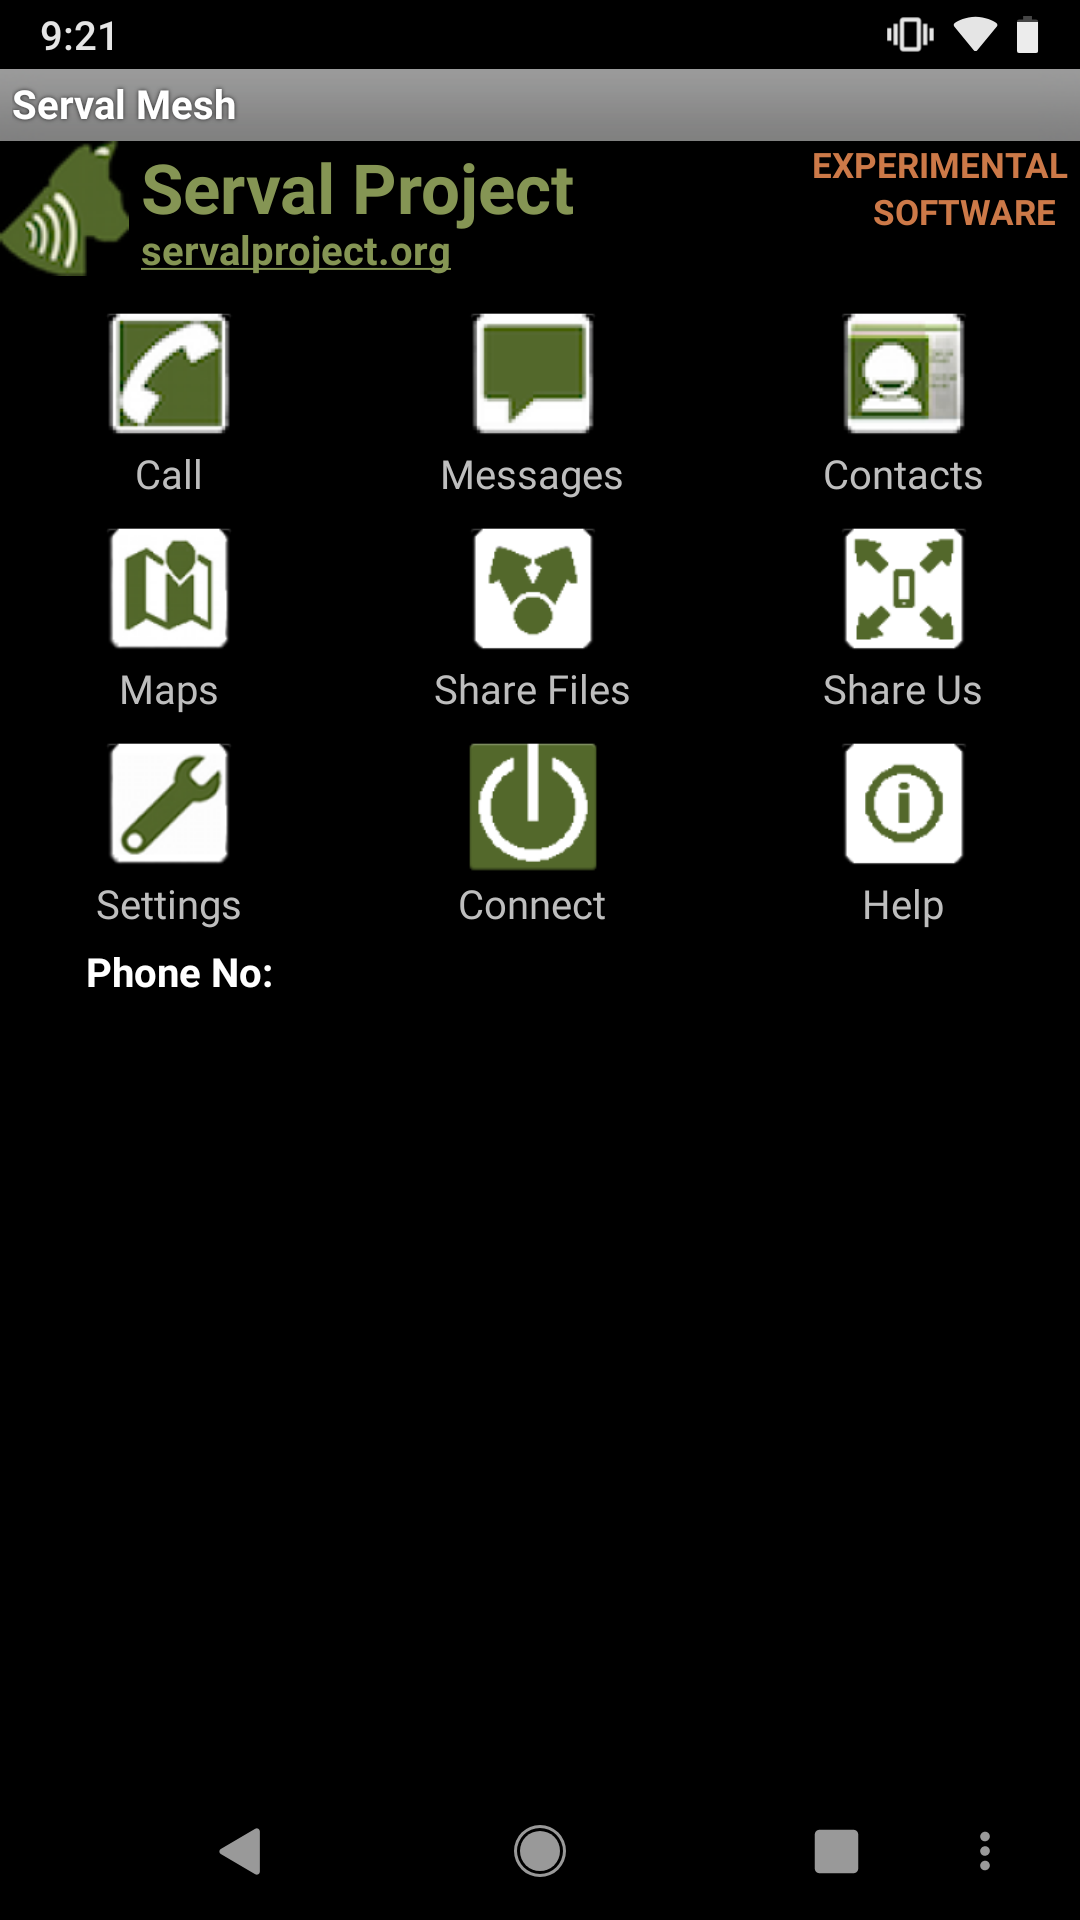 9:21
Serval Mesh
Serval Project
servalproject.org
EXPERIMENTAL
SOFTWARE
Call
Messages
Contacts
Maps
Share Files
Share Us
Settings
Connect
Help
Phone No: